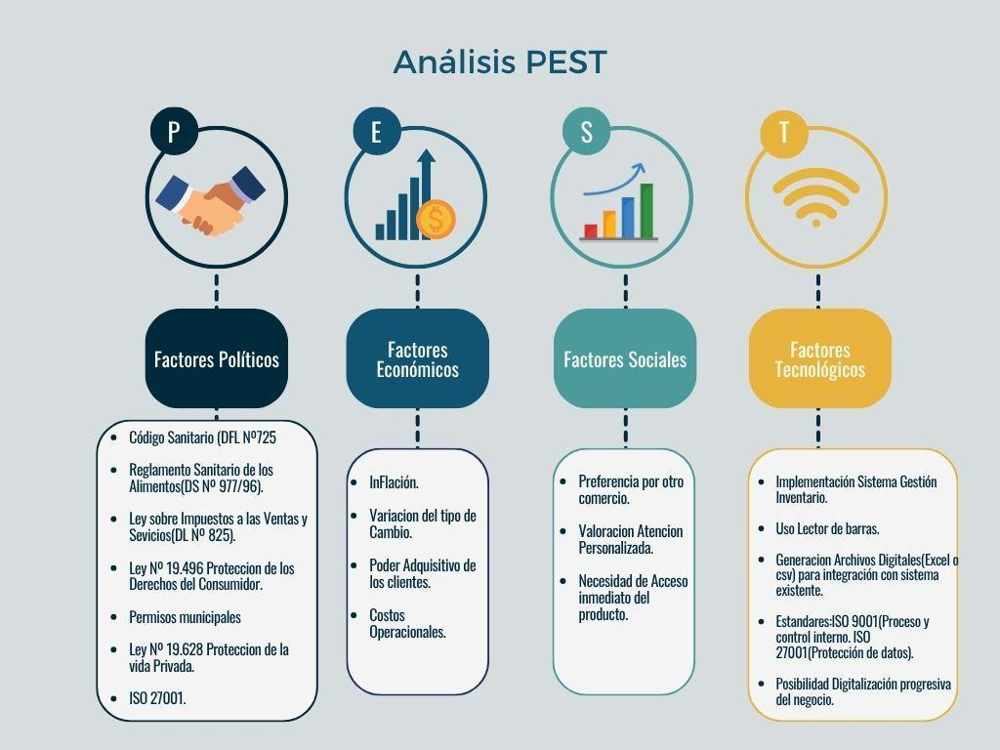 Análisis PEST
P
E
S
T
$
Factores Políticos
Factores
Económicos
Factores Sociales
Factores
Tecnológicos
Código Sanitario (DFL Nº725
Reglamento Sanitario de los
Alimentos(DS Nº 977/96).
Ley sobre Impuestos a las Ventas y
Sevicios(DL Nº 825).
Ley Nº 19.496 Proteccion de los
Derechos del Consumidor.
Permisos municipales
Ley Nº 19.628 Proteccion de la
vida Privada.
ISO 27001.
InFlación.
Variacion del tipo de
Cambio.
Poder Adquisitivo de
los clientes.
Costos
Operacionales.
Preferencia por otro
comercio.
Valoracion Atencion
Personalizada.
Necesidad de Acceso
inmediato del
producto.
Implementación Sistema Gestión
Inventario.
Uso Lector de barras.
Generacion Archivos Digitales(Excel o
csv) para integración con sistema
existente.
Estandares:ISO 9001(Proceso y
control interno. ISO
27001(Protección de datos).
Posibilidad Digitalización progresiva
del negocio.